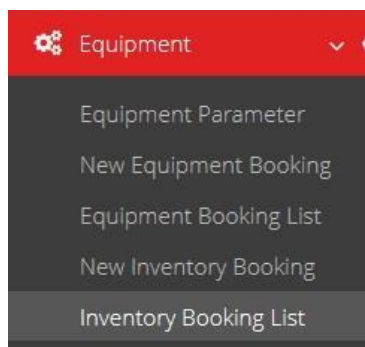 Equipment
Equipment Parameter
New Equipment Booking
Equipment Booking List
New Inventory Booking
Inventory Booking List